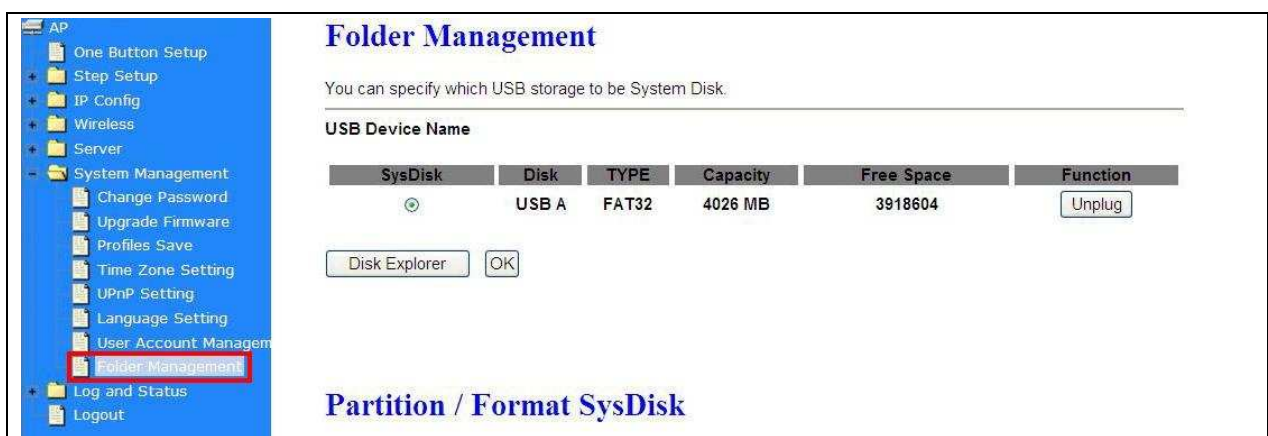 AP
One Button Setup
Step Setup
IP Config
Wireless
Server
System Management
Change Password
Upgrade Firmware
Profiles Save
Time Zone Setting
UPnP Setting
Language Setting
User Account Managem
Folder Management
Log and Status
Logout
Folder Management
You can specify which USB storage to be System Disk.
USB Device Name
SysDisk Disk TYPE Capacity Free Space Function
USB A FAT32 4026 MB 3918604 Unplug
Disk Explorer OK
Partition / Format SysDisk